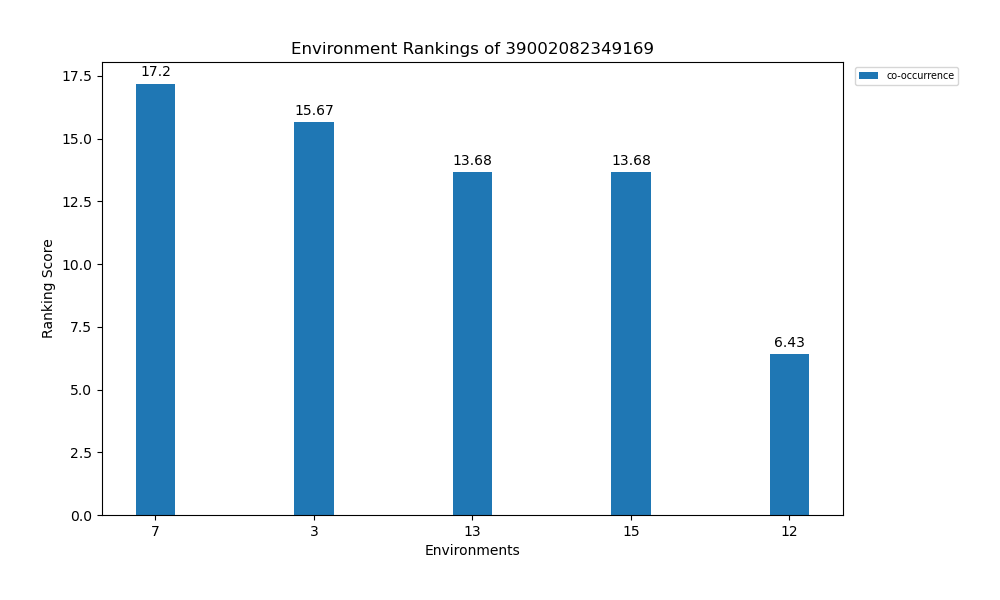 Environment Rankings of 39002082349169
co-occurrence
17.5
15.0
12.5
10.0
7.5
5.0
2.5
0.0
Ranking Score
17.2
15.67
13.68
13.68
6.43
7 3 13 15 12
Environments